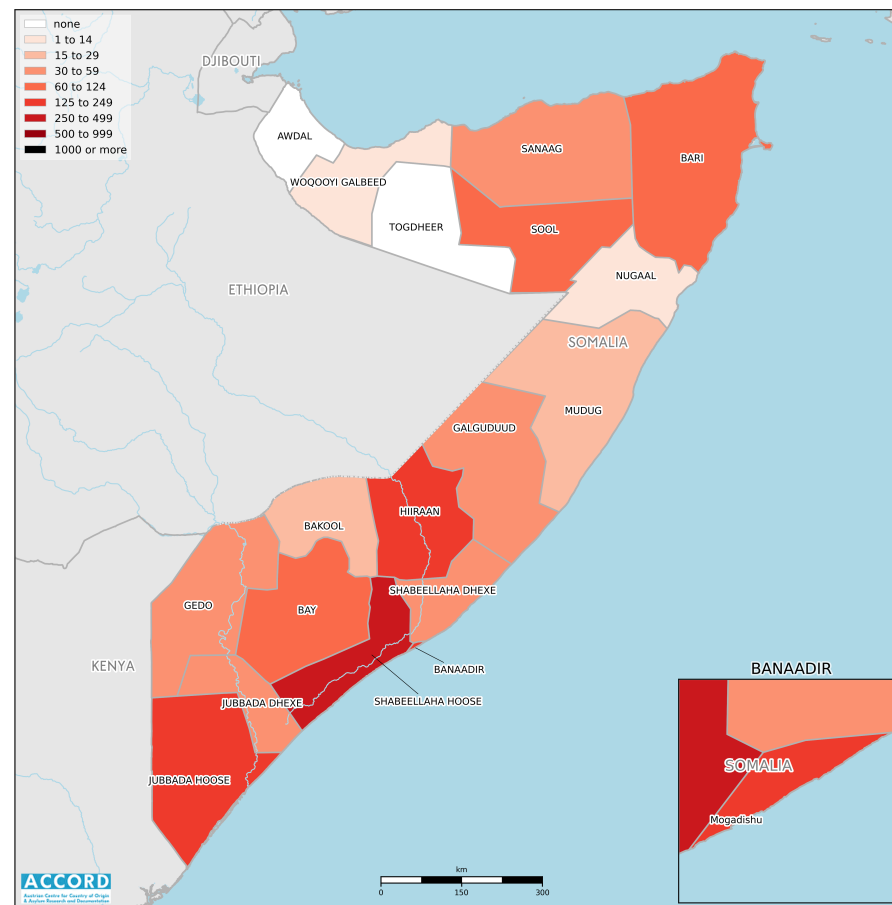 none
1 to 14
15 to 29
30 to 59
60 to 124
125 to 249
250 to 499
500 to 999
1000 or more
DJIBOUTI
AWDAL
SANAAG
BARI
WOQOOYI GALBEED
TOGDHEER
SOOL
NUGAAL
ETHIOPIA
SOMALIA
MUDUG
GALGUDUUD
HIIRAAN
BAKOOL
SHABEELLAHA DHEXE
GEDO
BAY
KENYA
BANAADIR
SHABEELLAHA HOOSE
JUBBADA DHEXE
JUBBADA HOOSE
BANAADIR
SOMALIA
Mogadishu
km
0 150 300
ACCORD
Austrian Centre for Country of Origin
& Asylum Research and Documentation